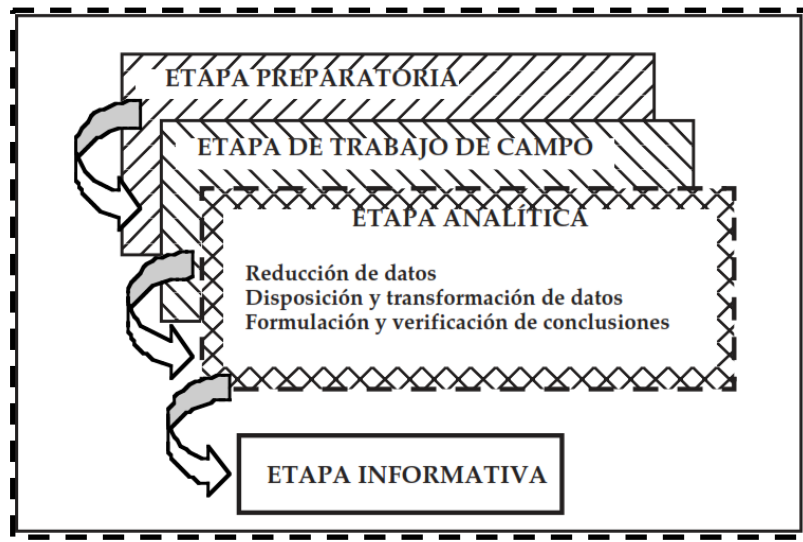 ETAPA PREPARATORIA
ETAPA DE TRABAJO DE CAMPO
ETAPA ANALÍTICA
Reducción de datos
Disposición y transformación de datos
Formulación y verificación de conclusiones
ETAPA INFORMATIVA